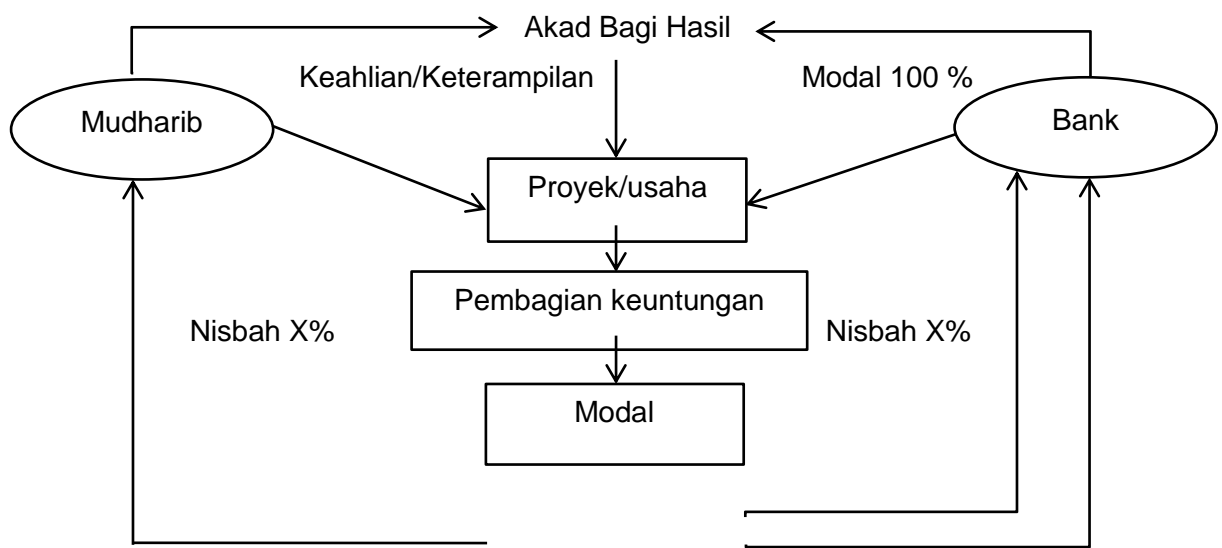 Akad Bagi Hasil
Keahlian/Keterampilan
Modal 100 %
Mudharib
Bank
Proyek/usaha
Pembagian keuntungan
Nisbah X%
Nisbah X%
Modal